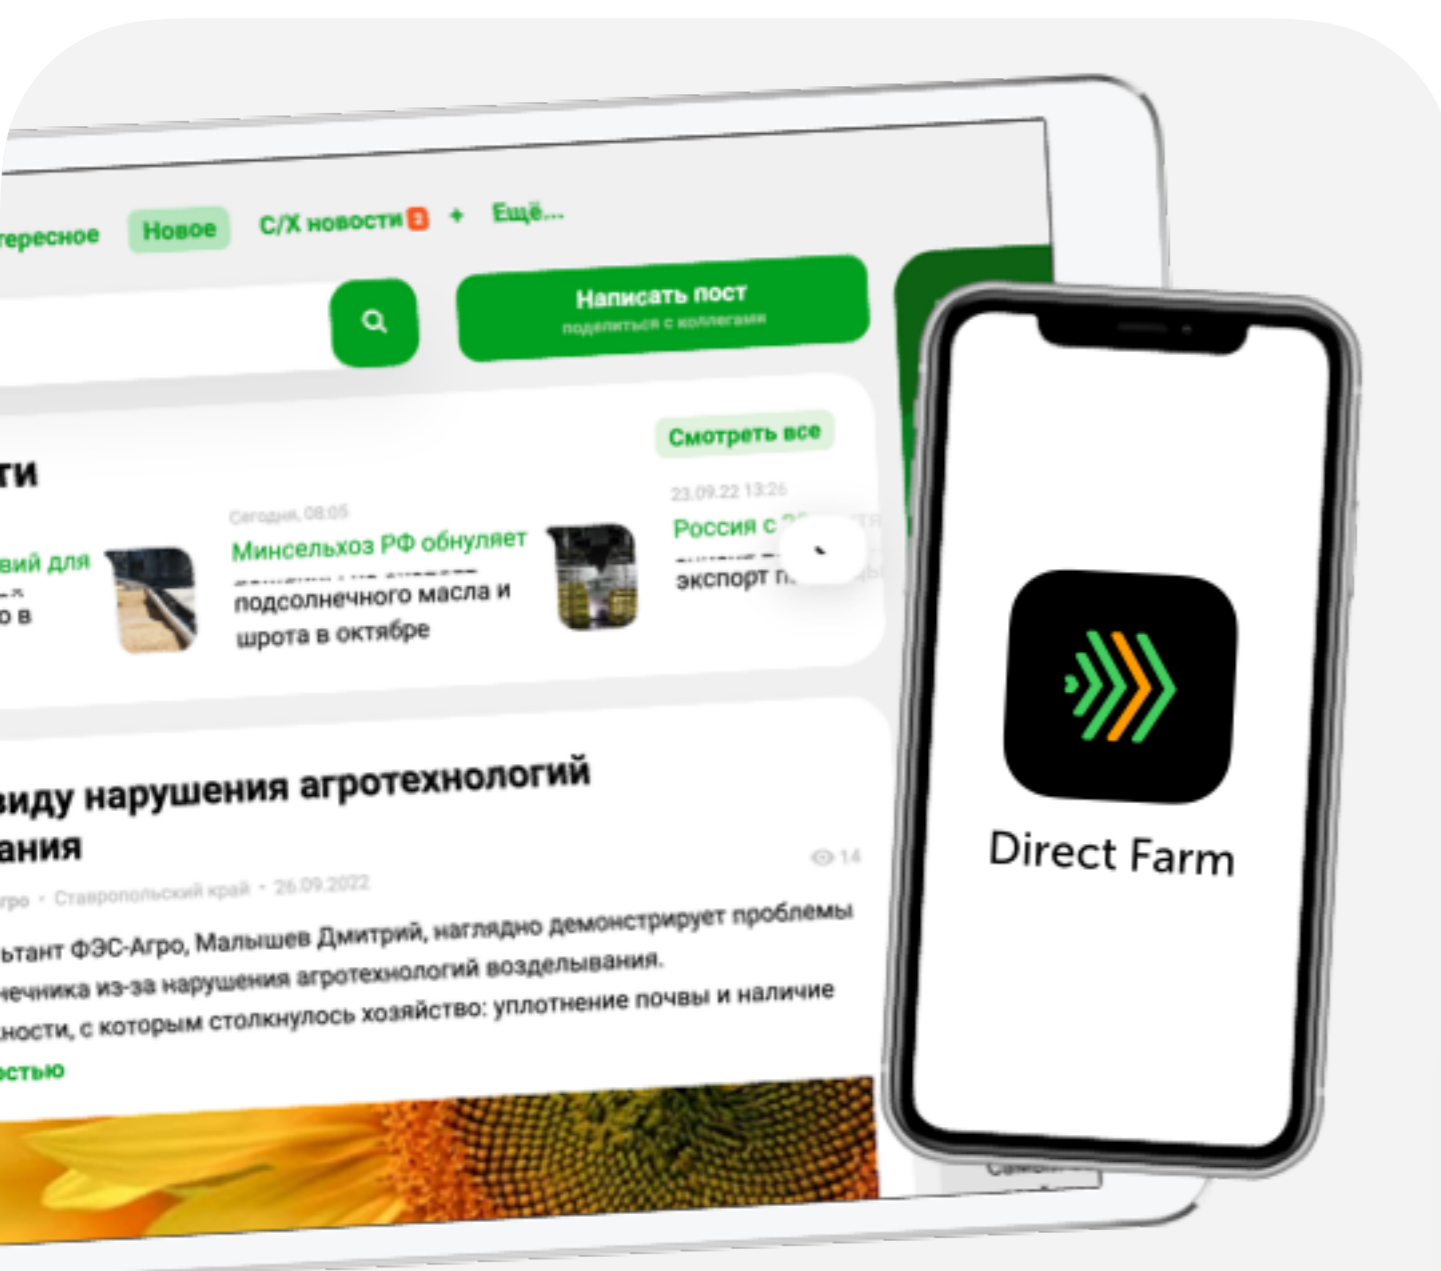 тересное Новое С/Х новости + Ещё...
Написать пост
поделиться с коллегами
ти
Смотреть все
вий для
о в
Сегодня, 08:05
Минсельхоз РФ обнуляет
подсолнечного масла и
шрота в октябре
23.09.22 13:26
Россия с
экспорт
виду нарушения агротехнологий
ания
гро • Ставропольский край • 26.09.2022
14
ьтант ФЭС-Агро, Малышев Дмитрий, наглядно демонстрирует проблемы
нечника из-за нарушения агротехнологий возделывания.
ности, с которым столкнулось хозяйство: уплотнение почвы и наличие
остью
Direct Farm